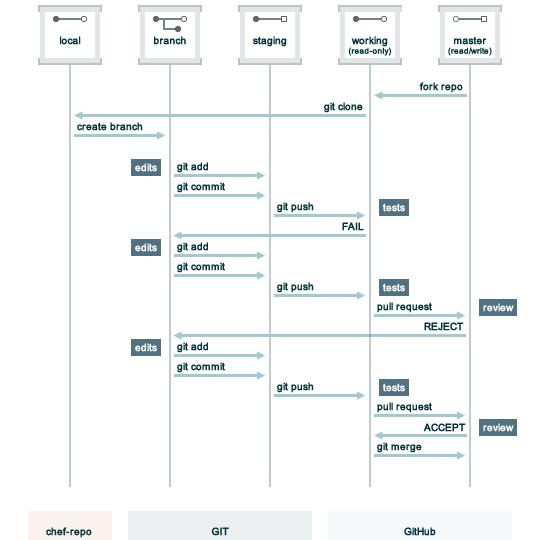 local
branch
staging
working
(read-only)
master
(read/write)
fork repo
git clone
create branch
edits
git add
git commit
git push
tests
FAIL
edits
git add
git commit
git push
tests
pull request
review
REJECT
edits
git add
git commit
git push
tests
pull request
ACCEPT
review
git merge
chef-repo
GIT
GitHub